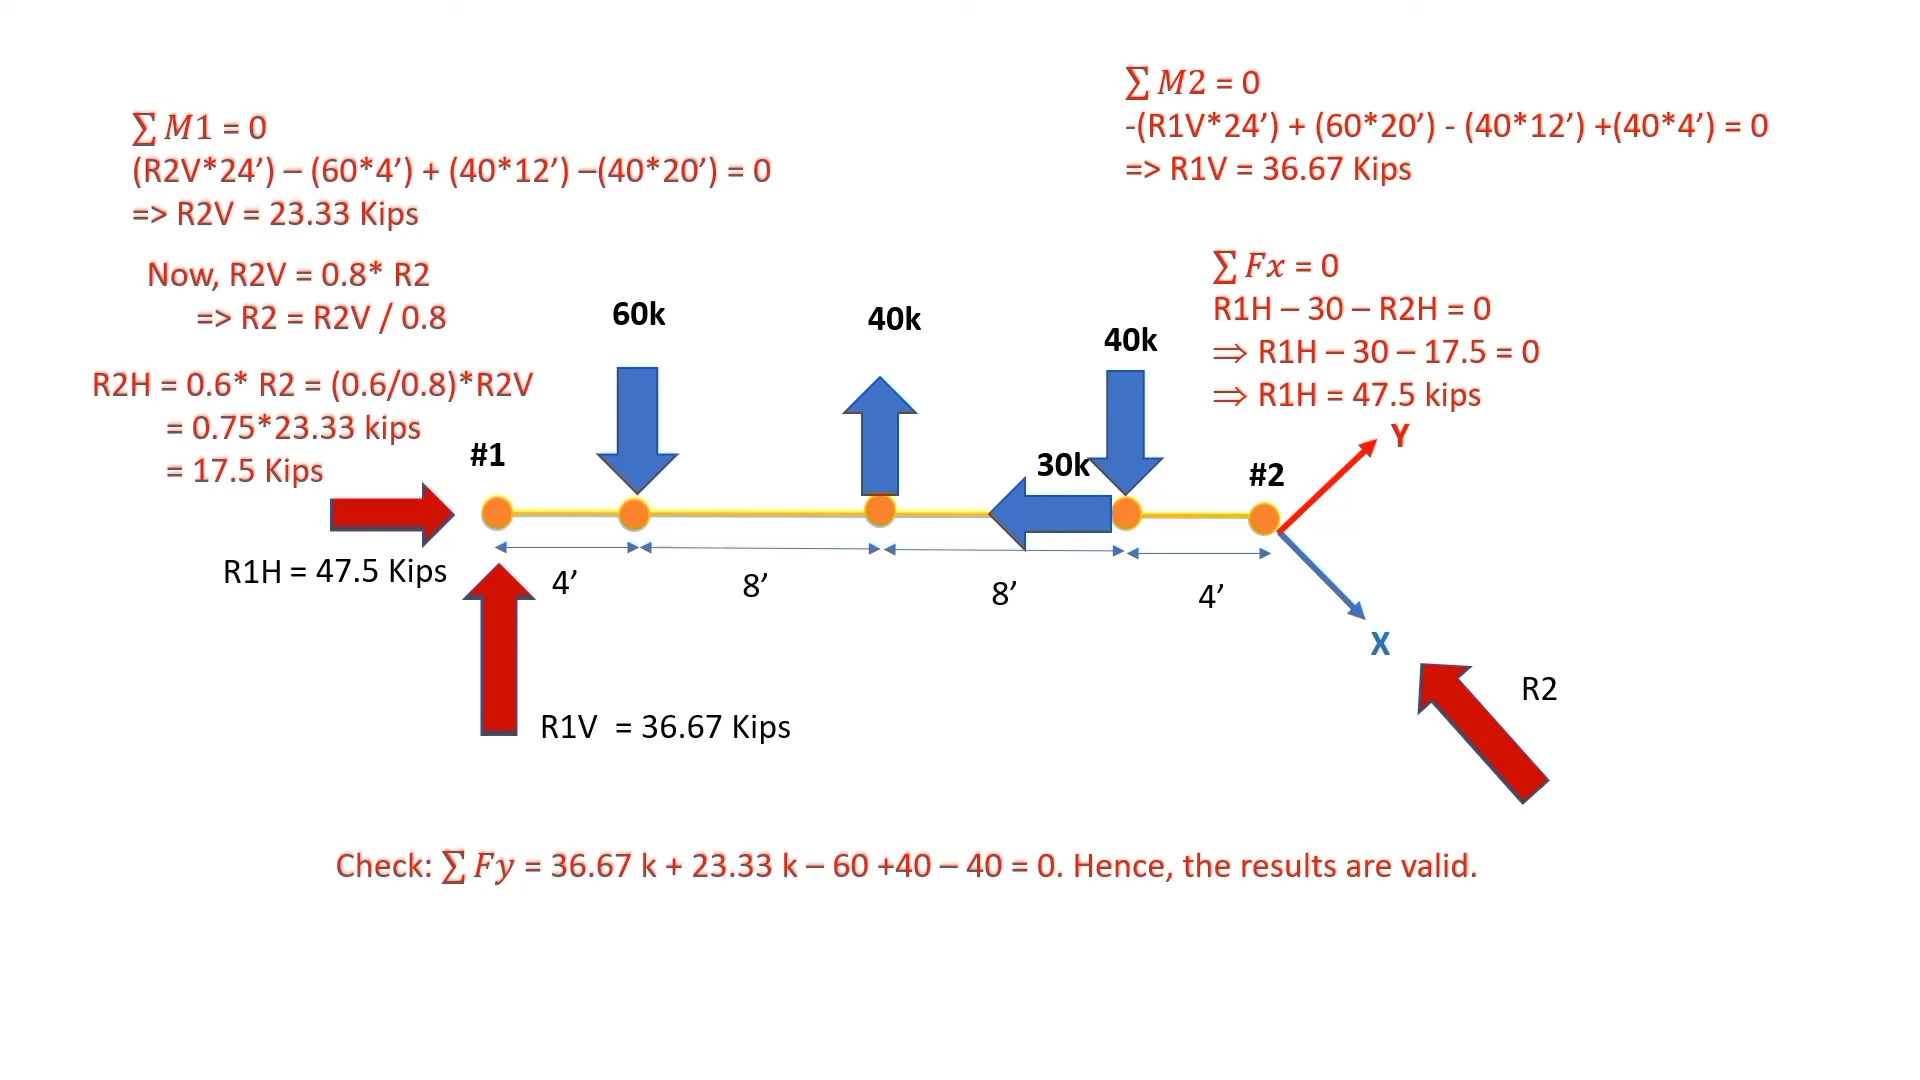 ∑ M1 = 0
(R2V*24’) – (60*4’) + (40*12’) –(40*20’) = 0
=> R2V = 23.33 Kips
Now, R2V = 0.8* R2
=> R2 = R2V / 0.8
R2H = 0.6* R2 = (0.6/0.8)*R2V
= 0.75*23.33 kips
= 17.5 Kips
∑ M2 = 0
-(R1V*24’) + (60*20’) - (40*12’) +(40*4’) = 0
=> R1V = 36.67 Kips
∑ Fx = 0
R1H – 30 – R2H = 0
⇒ R1H – 30 – 17.5 = 0
⇒ R1H = 47.5 kips
60k
40k
40k
30k
#1
#2
Y
X
R1H = 47.5 Kips
4’
8’
8’
4’
R2
R1V = 36.67 Kips
Check: ∑ Fy = 36.67 k + 23.33 k – 60 +40 – 40 = 0. Hence, the results are valid.